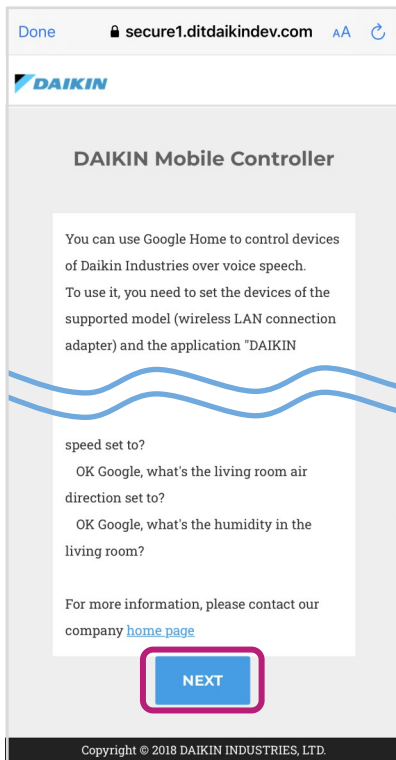 Done secure1.ditdaikindev.com AA
DAIKIN
DAIKIN Mobile Controller
You can use Google Home to control devices
of Daikin Industries over voice speech.
To use it, you need to set the devices of the
supported model (wireless LAN connection
adapter) and the application "DAIKIN
speed set to?
OK Google, what's the living room air
direction set to?
OK Google, what's the humidity in the
living room?
For more information, please contact our
company home page
NEXT
Copyright © 2018 DAIKIN INDUSTRIES, LTD.